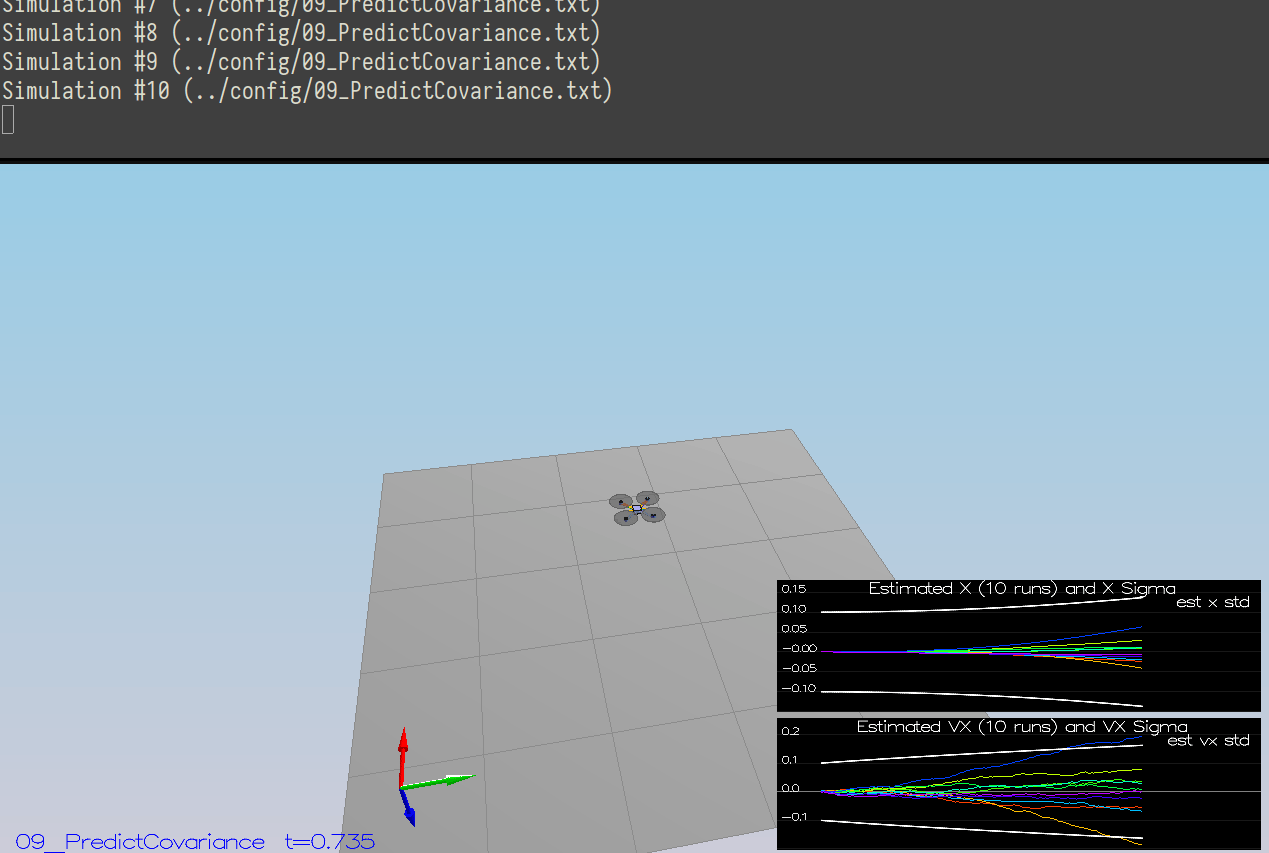 Simulation #7 (../config/09_PredictCovariance.txt)
Simulation #8 (../config/09_PredictCovariance.txt)
Simulation #9 (../config/09_PredictCovariance.txt)
Simulation #10 (../config/09_PredictCovariance.txt)
Estimated X (10 runs) and X Sigma
est x std
0.15
0.10
0.05
-0.00
-0.05
-0.10
Estimated VX (10 runs) and VX Sigma
est vx std
0.2
0.1
0.0
-0.1
09_PredictCovariance t=0.735